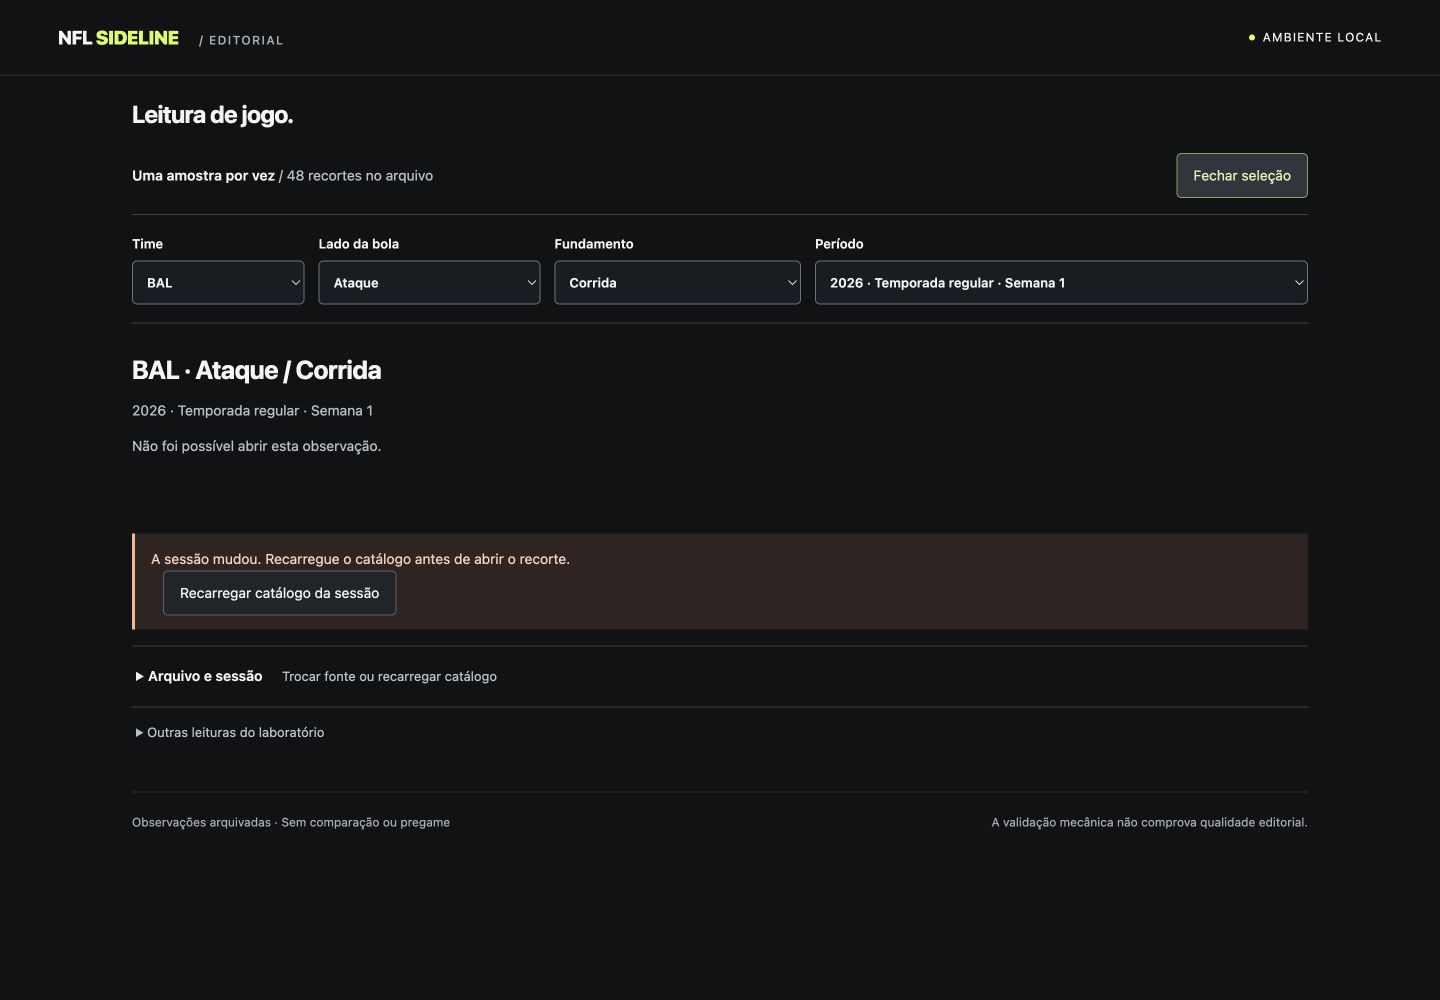 NFL SIDELINE / EDITORIAL
AMBIENTE LOCAL
Leitura de jogo.
Uma amostra por vez / 48 recortes no arquivo
Fechar seleção
Time
Lado da bola
Fundamento
Período
BAL
Ataque
Corrida
2026 · Temporada regular · Semana 1
BAL · Ataque / Corrida
2026 · Temporada regular · Semana 1
Não foi possível abrir esta observação.
A sessão mudou. Recarregue o catálogo antes de abrir o recorte.
Recarregar catálogo da sessão
Arquivo e sessão
Trocar fonte ou recarregar catálogo
Outras leituras do laboratório
Observações arquivadas · Sem comparação ou pregame
A validação mecânica não comprova qualidade editorial.